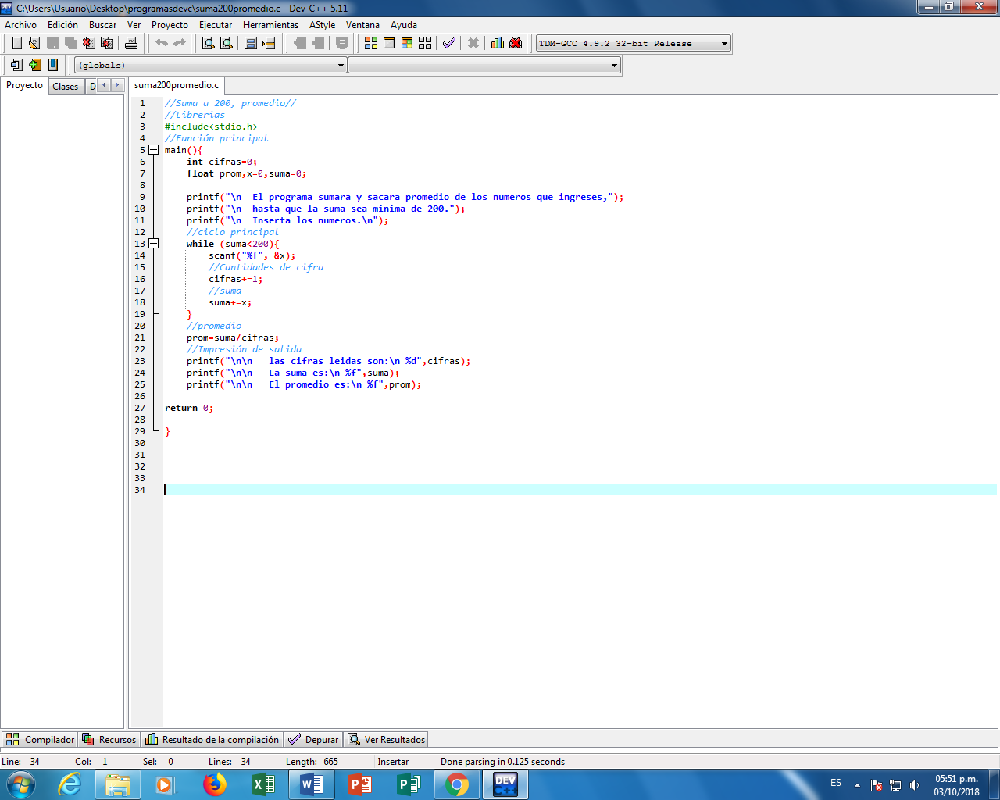 C:\Users\Usuario\Desktop\programasdevc\suma200promedio.c - Dev-C++ 5.11
Archivo Edición Buscar Ver Proyecto Ejecutar Herramientas AStyle Ventana Ayuda
TDM-GCC 4.9.2 32-bit Release
(globals)
Proyecto Clases D
suma200promedio.c
1 //Suma a 200, promedio//
2 //Librerias
3 #include<stdio.h>
4 //Función principal
5 main(){
6 int cifras=0;
7 float prom,x=0,suma=0;
8
9 printf("\n  El programa sumara y sacara promedio de los numeros que ingreses,");
10 printf("\n  hasta que la suma sea minima de 200.");
11 printf("\n  Inserta los numeros.\n");
12 //ciclo principal
13 while (suma<200){
14 scanf("%f", &x);
15 //Cantidades de cifra
16 cifras+=1;
17 //suma
18 suma+=x;
19 }
20 //promedio
21 prom=suma/cifras;
22 //Impresión de salida
23 printf("\n\n   las cifras leidas son:\n %d",cifras);
24 printf("\n\n   La suma es:\n %f",suma);
25 printf("\n\n   El promedio es:\n %f",prom);
26
27 return 0;
28
29 }
30
31
32
33
34
Compilador Recursos Resultado de la compilación Depurar Ver Resultados
Line: 34 Col: 1 Sel: 0 Lines: 34 Length: 665 Insertar Done parsing in 0.125 seconds
ES 05:51 p.m.
03/10/2018